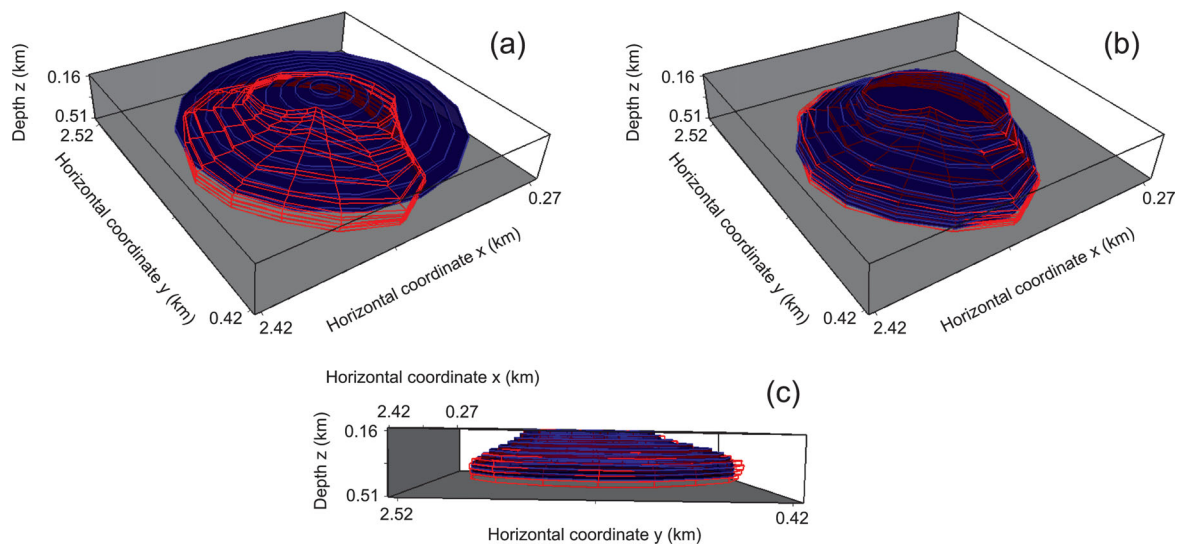 (a)
Depth z (km)
0.16
0.51
2.52
Horizontal coordinate y (km)
0.42
2.42
Horizontal coordinate x (km)
0.27
(b)
Depth z (km)
0.16
0.51
2.52
Horizontal coordinate y (km)
0.42
2.42
Horizontal coordinate x (km)
0.27
(c)
Horizontal coordinate x (km)
2.42
0.27
Depth z (km)
0.16
0.51
2.52
0.42
Horizontal coordinate y (km)